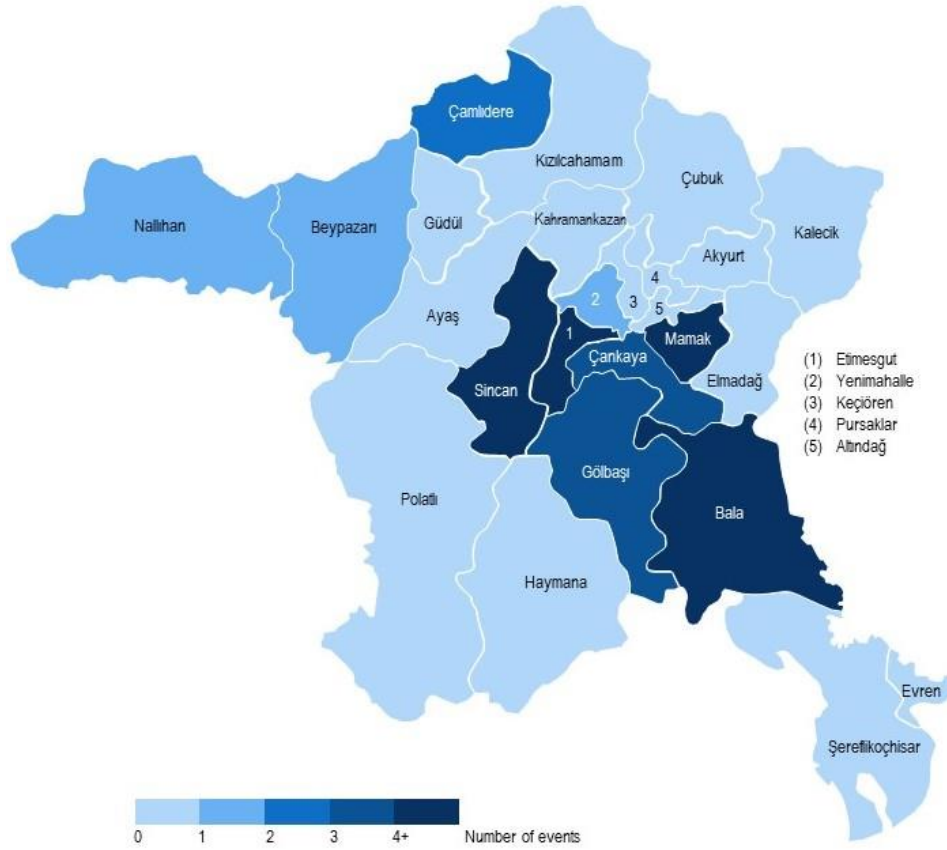 Çamlıdere
Kızılcahamam
Çubuk
Nallıhan
Beypazarı
Güdül
Kahramankazan
Kalecik
Akyurt
4
2
3
5
Ayaş
1
Mamak
Çankaya
Sincan
Elmadağ
(1) Etimesgut
(2) Yenimahalle
(3) Keçiören
(4) Pursaklar
(5) Altındağ
Gölbaşı
Polatlı
Bala
Haymana
Evren
Şereflikoçhisar
0 1 2 3 4+ Number of events